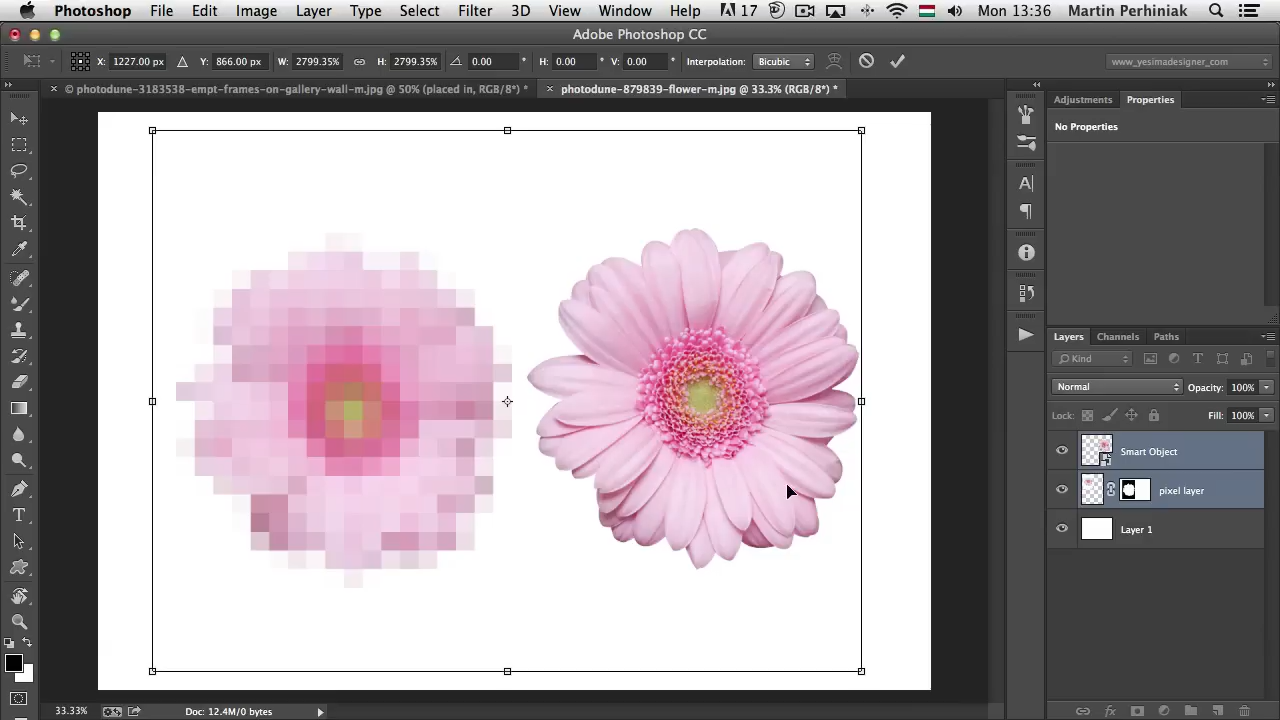 Photoshop File Edit Image Layer Type Select Filter 3D View Window Help 17 Mon 13:36 Martin Perhiniak
Adobe Photoshop CC
X: 1227.00 px Y: 866.00 px W: 2799.35% H: 2799.35% 0.00 ° H: 0.00 ° V: 0.00 ° Interpolation: Bicubic www_yesimadesigner_com
© photodune-3183538-empt-frames-on-gallery-wall-m.jpg @ 50% (placed in, RGB/8*) * photodune-879839-flower-m.jpg @ 33.3% (RGB/8*) *
Adjustments Properties
No Properties
Layers Channels Paths
Kind
Normal Opacity: 100%
Lock: Fill: 100%
Smart Object
pixel layer
Layer 1
33.33% Doc: 12.4M/0 bytes